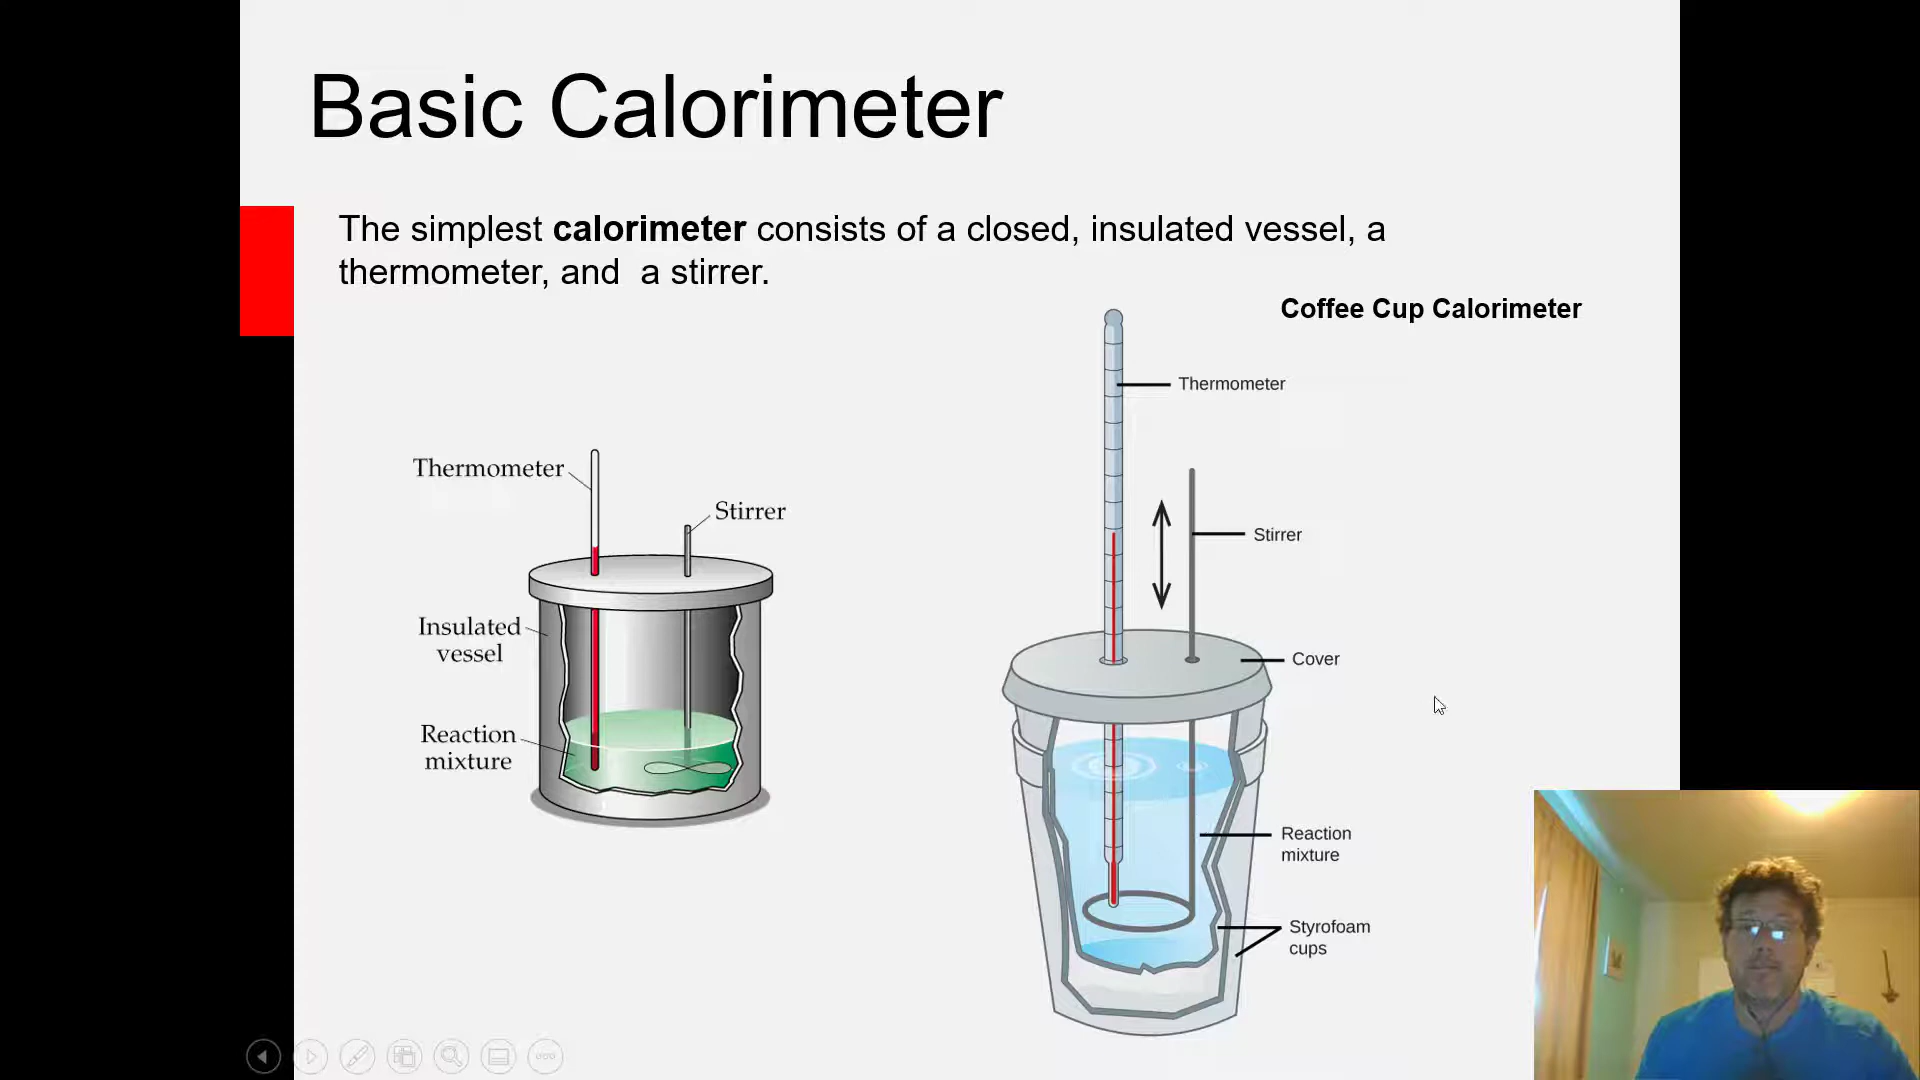 Basic Calorimeter
The simplest calorimeter consists of a closed, insulated vessel, a
thermometer, and  a stirrer.
Coffee Cup Calorimeter
Thermometer
Stirrer
Insulated
vessel
Reaction
mixture
Thermometer
Stirrer
Cover
Reaction
mixture
Styrofoam
cups